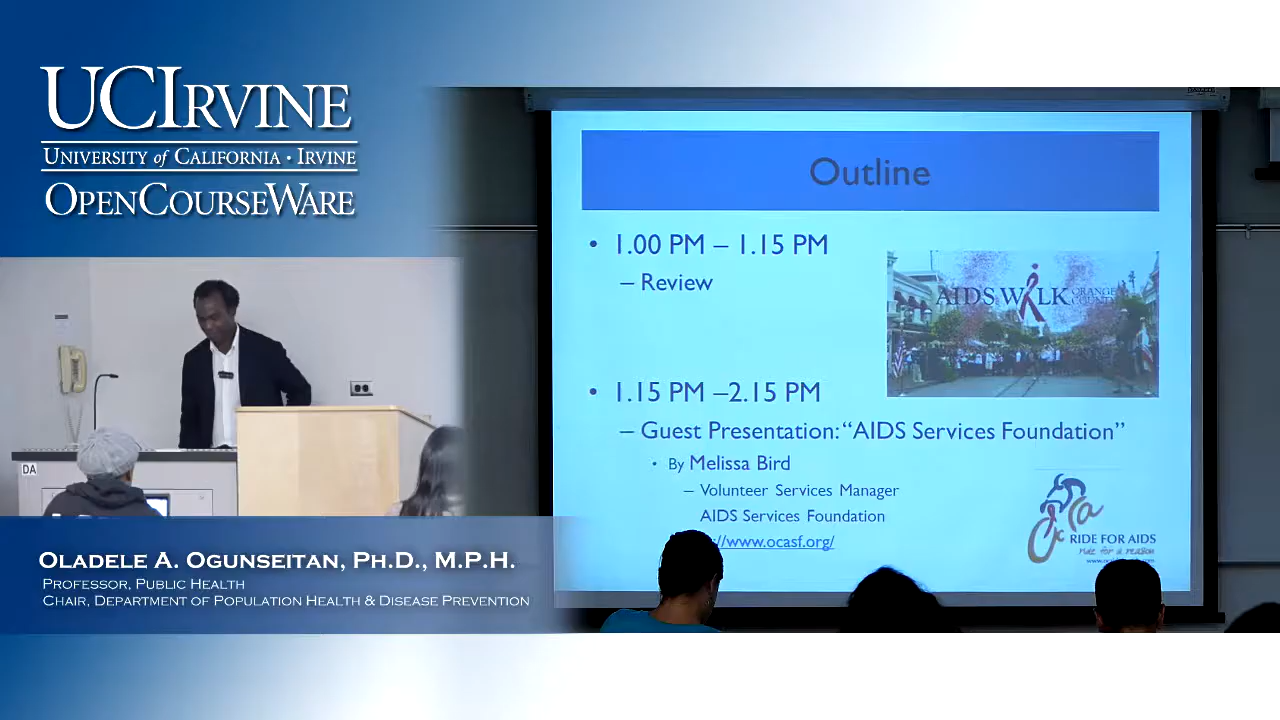 UCIRVINE
UNIVERSITY of CALIFORNIA · IRVINE
OPENCOURSEWARE
DA
OLADELE A. OGUNSEITAN, PH.D., M.P.H.
PROFESSOR, PUBLIC HEALTH
CHAIR, DEPARTMENT OF POPULATION HEALTH & DISEASE PREVENTION
Outline
• 1.00 PM – 1.15 PM
– Review
AIDS WALK ORANGE COUNTY
• 1.15 PM –2.15 PM
– Guest Presentation: “AIDS Services Foundation”
• By Melissa Bird
– Volunteer Services Manager
AIDS Services Foundation
://www.ocasf.org/
RIDE FOR AIDS
ride for a reason